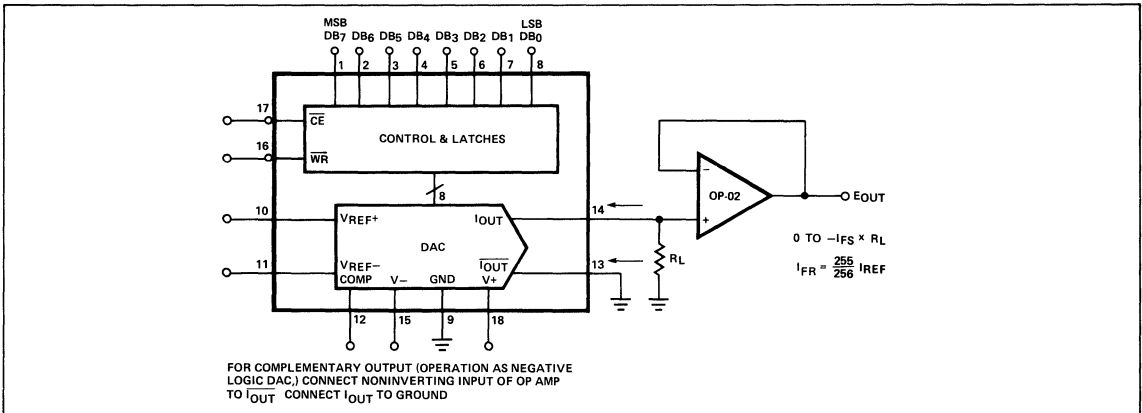 MSB LSB
DB7 DB6 DB5 DB4 DB3 DB2 DB1 DB0
1 2 3 4 5 6 7 8
17 CE
CONTROL & LATCHES
16 WR
8
10 VREF+ IOUT 14
DAC
11 VREF- IOUT 13
COMP V- GND V+
12 15 9 18
RL
-
OP-02
+
EOUT
0 TO -IFS x RL
IFR = 255/256 IREF
FOR COMPLEMENTARY OUTPUT (OPERATION AS NEGATIVE
LOGIC DAC,) CONNECT NONINVERTING INPUT OF OP AMP
TO IOUT CONNECT IOUT TO GROUND